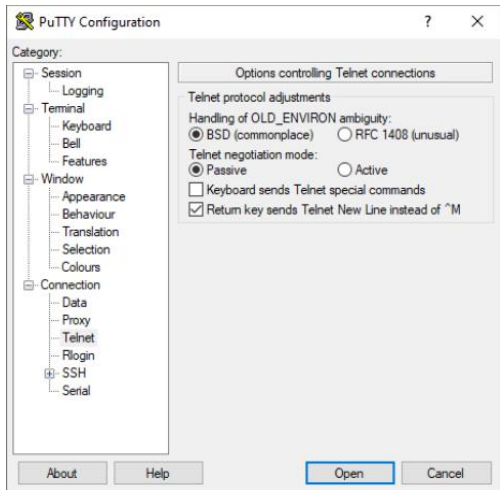 PuTTY Configuration
? ✕
Category:
Session
Logging
Terminal
Keyboard
Bell
Features
Window
Appearance
Behaviour
Translation
Selection
Colours
Connection
Data
Proxy
Telnet
Rlogin
SSH
Serial
Options controlling Telnet connections
Telnet protocol adjustments
Handling of OLD_ENVIRON ambiguity:
BSD (commonplace) RFC 1408 (unusual)
Telnet negotiation mode:
Passive Active
Keyboard sends Telnet special commands
Return key sends Telnet New Line instead of ^M
About Help Open Cancel